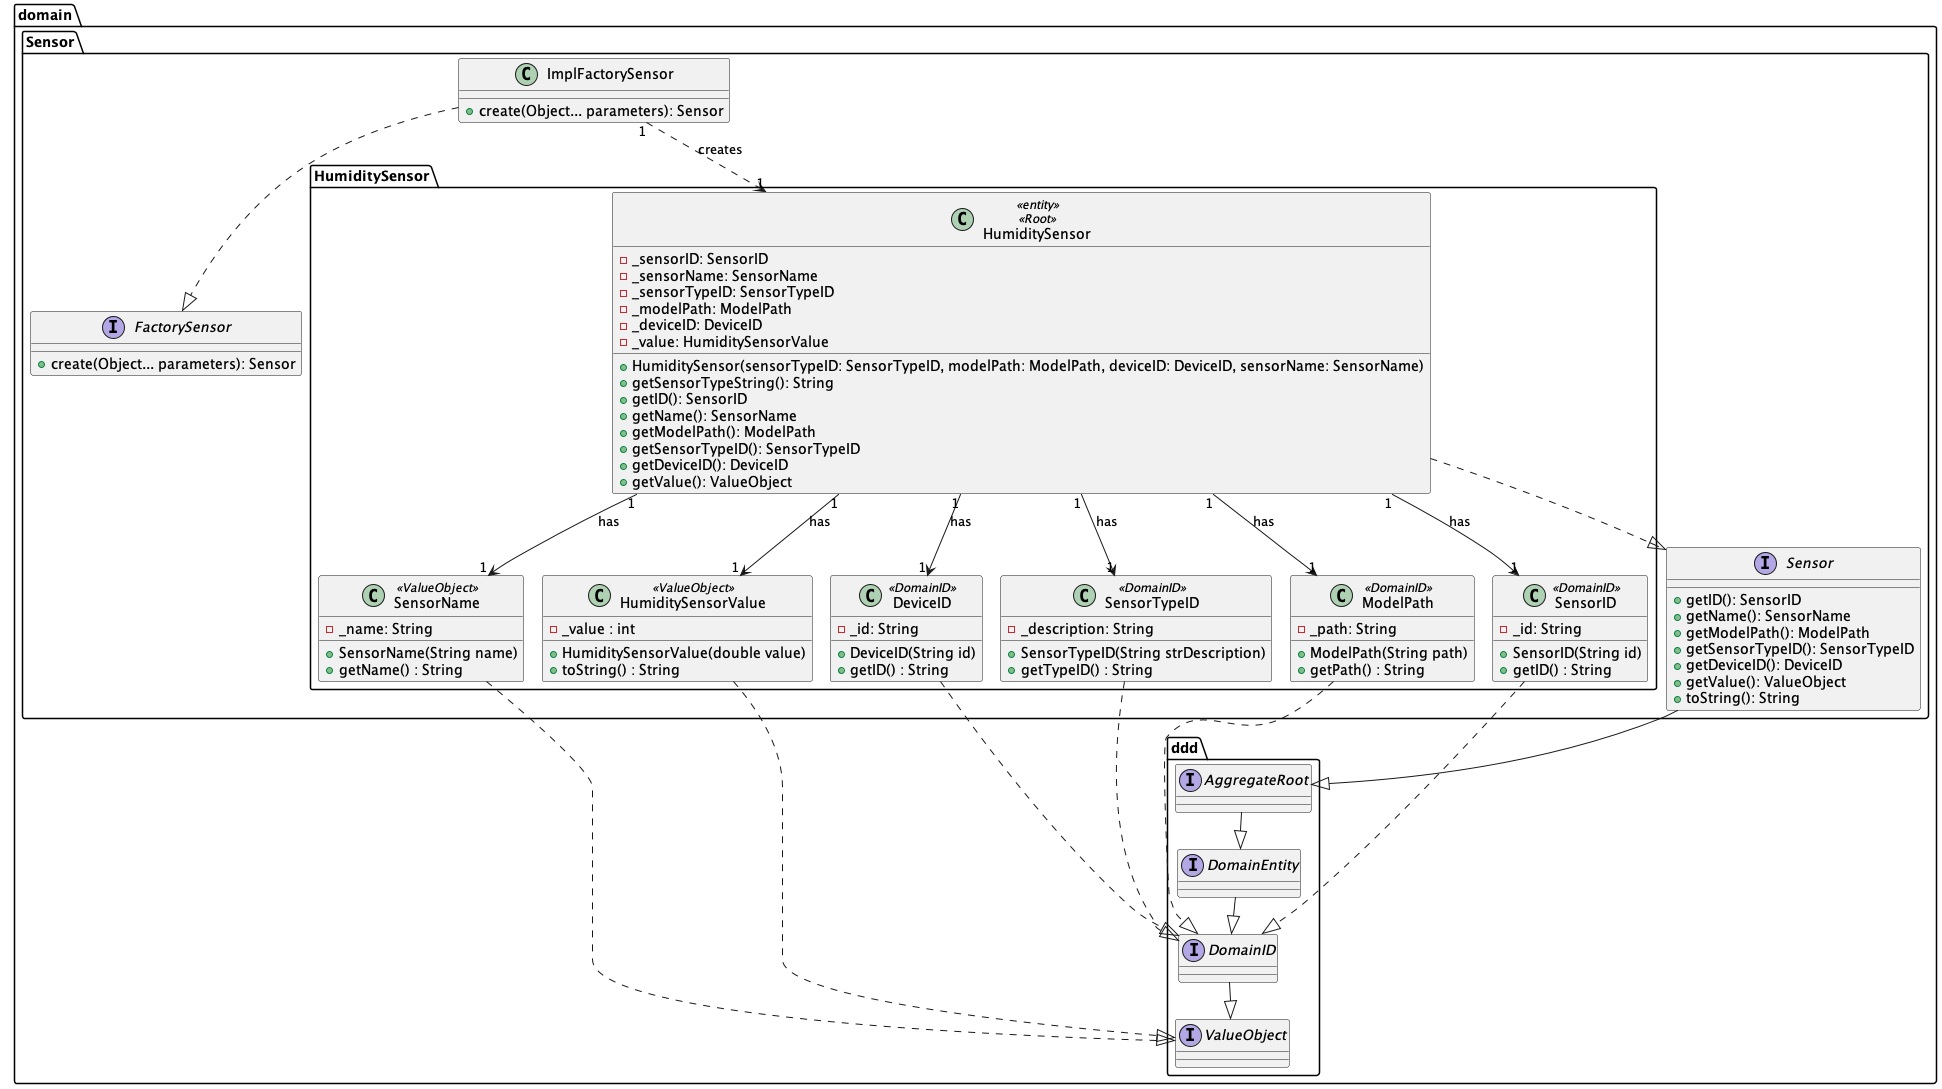 domain
Sensor
C ImplFactorySensor
create(Object... parameters): Sensor
1
creates
1
HumiditySensor
«entity»
«Root»
C HumiditySensor
_sensorID: SensorID
_sensorName: SensorName
_sensorTypeID: SensorTypeID
_modelPath: ModelPath
_deviceID: DeviceID
_value: HumiditySensorValue
HumiditySensor(sensorTypeID: SensorTypeID, modelPath: ModelPath, deviceID: DeviceID, sensorName: SensorName)
getSensorTypeString(): String
getID(): SensorID
getName(): SensorName
getModelPath(): ModelPath
getSensorTypeID(): SensorTypeID
getDeviceID(): DeviceID
getValue(): ValueObject
I FactorySensor
create(Object... parameters): Sensor
1 1 1 1 1 1
has has has has has has
1 1 1 1 1 1
«ValueObject»
C SensorName
_name: String
SensorName(String name)
getName() : String
«ValueObject»
C HumiditySensorValue
_value : int
HumiditySensorValue(double value)
toString() : String
«DomainID»
C DeviceID
_id: String
DeviceID(String id)
getID() : String
«DomainID»
C SensorTypeID
_description: String
SensorTypeID(String strDescription)
getTypeID() : String
«DomainID»
C ModelPath
_path: String
ModelPath(String path)
getPath() : String
«DomainID»
C SensorID
_id: String
SensorID(String id)
getID() : String
I Sensor
getID(): SensorID
getName(): SensorName
getModelPath(): ModelPath
getSensorTypeID(): SensorTypeID
getDeviceID(): DeviceID
getValue(): ValueObject
toString(): String
ddd
I AggregateRoot
I DomainEntity
I DomainID
I ValueObject